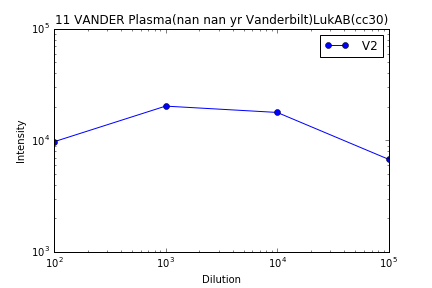 11 VANDER Plasma(nan nan yr Vanderbilt)LukAB(cc30)
10^5
V2
10^4
Intensity
10^3
10^2 10^3 10^4 10^5
Dilution